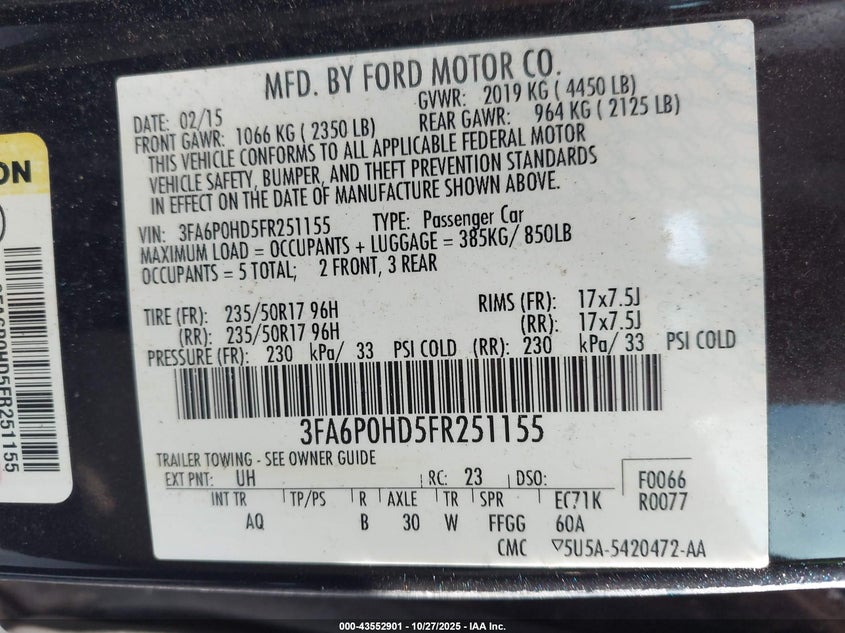 MFD. BY FORD MOTOR CO.
DATE: 02/15 GVWR: 2019 KG ( 4450 LB)
FRONT GAWR: 1066 KG ( 2350 LB) REAR GAWR: 964 KG ( 2125 LB)
THIS VEHICLE CONFORMS TO ALL APPLICABLE FEDERAL MOTOR
VEHICLE SAFETY, BUMPER, AND THEFT PREVENTION STANDARDS
IN EFFECT ON THE DATE OF MANUFACTURE SHOWN ABOVE.
VIN: 3FA6P0HD5FR251155 TYPE: Passenger Car
MAXIMUM LOAD = OCCUPANTS + LUGGAGE = 385KG/ 850LB
OCCUPANTS = 5 TOTAL; 2 FRONT, 3 REAR
TIRE (FR): 235/50R17 96H RIMS (FR): 17x7.5J
(RR): 235/50R17 96H (RR): 17x7.5J
PRESSURE (FR): 230 kPa/ 33 PSI COLD (RR): 230 kPa/ 33 PSI COLD
3FA6P0HD5FR251155
TRAILER TOWING - SEE OWNER GUIDE
EXT PNT: UH RC: 23 DSO: F0066
INT TR TP/PS R AXLE TR SPR EC71K R0077
AQ B 30 W FFGG 60A
CMC ▽5U5A-5420472-AA
ON
3FA6P0HD5FR251155
000-43552901 | 10/27/2025 - IAA Inc.